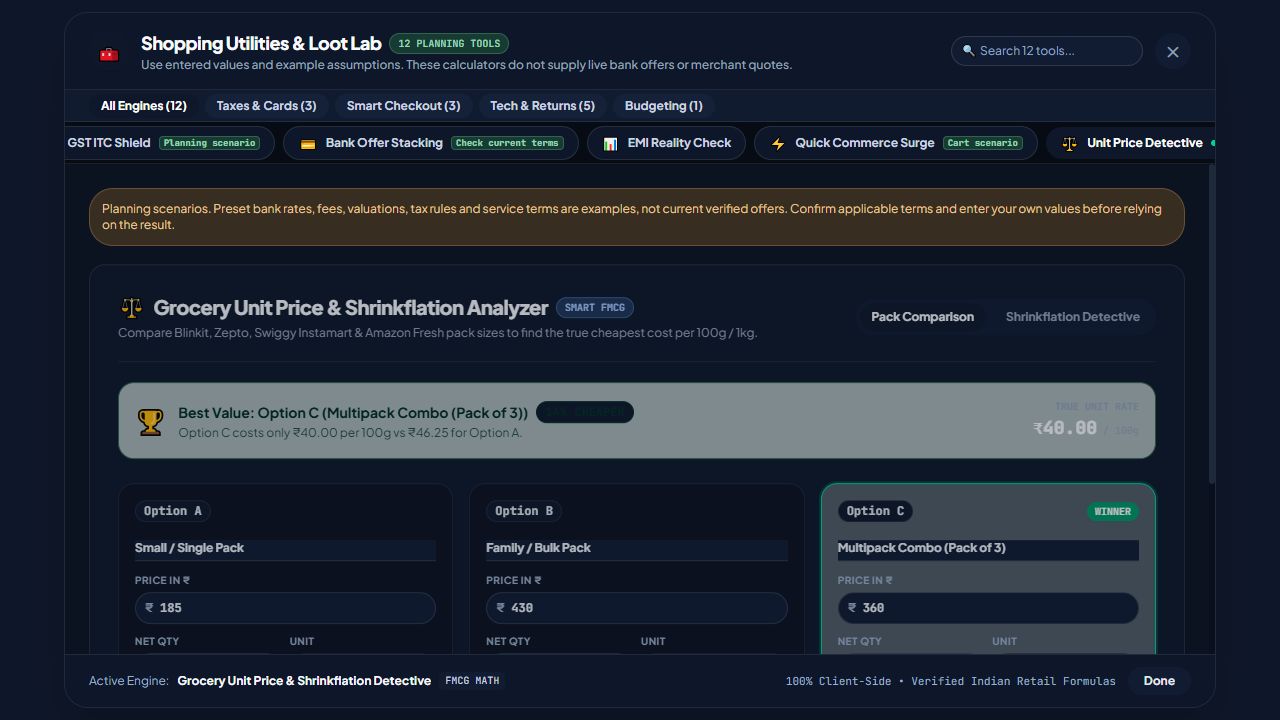 Shopping Utilities & Loot Lab 12 PLANNING TOOLS
Use entered values and example assumptions. These calculators do not supply live bank offers or merchant quotes.
Search 12 tools...
All Engines (12) Taxes & Cards (3) Smart Checkout (3) Tech & Returns (5) Budgeting (1)
GST ITC Shield Planning scenario Bank Offer Stacking Check current terms EMI Reality Check Quick Commerce Surge Cart scenario Unit Price Detective
Planning scenarios. Preset bank rates, fees, valuations, tax rules and service terms are examples, not current verified offers. Confirm applicable terms and enter your own values before relying
on the result.
Grocery Unit Price & Shrinkflation Analyzer SMART FMCG
Compare Blinkit, Zepto, Swiggy Instamart & Amazon Fresh pack sizes to find the true cheapest cost per 100g / 1kg.
Pack Comparison Shrinkflation Detective
Best Value: Option C (Multipack Combo (Pack of 3)) CHEAPER
Option C costs only ₹40.00 per 100g vs ₹46.25 for Option A.
TRUE UNIT RATE
₹40.00 / 100g
Option A
Small / Single Pack
PRICE IN ₹
₹ 185
NET QTY UNIT
Option B
Family / Bulk Pack
PRICE IN ₹
₹ 430
NET QTY UNIT
Option C WINNER
Multipack Combo (Pack of 3)
PRICE IN ₹
₹ 360
NET QTY UNIT
Active Engine: Grocery Unit Price & Shrinkflation Detective FMCG MATH
100% Client-Side • Verified Indian Retail Formulas Done